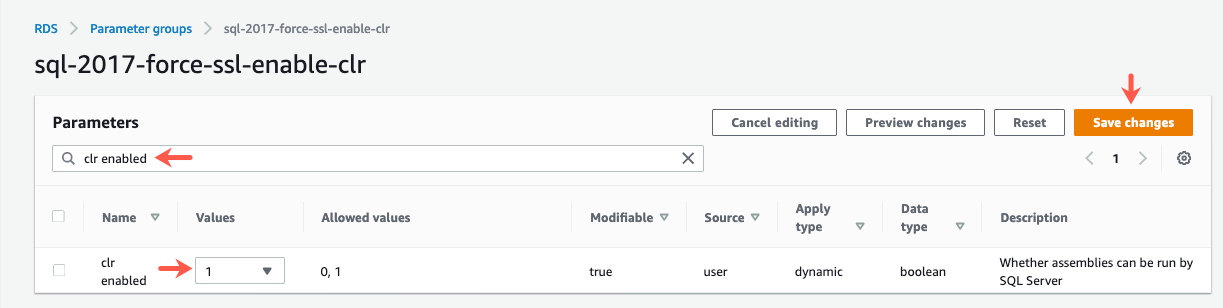 RDS > Parameter groups > sql-2017-force-ssl-enable-clr
sql-2017-force-ssl-enable-clr
Parameters
Cancel editing
Preview changes
Reset
Save changes
clr enabled
1
Name
Values
Allowed values
Modifiable
Source
Apply
type
Data
type
Description
clr
enabled
1
0, 1
true
user
dynamic
boolean
Whether assemblies can be run by
SQL Server